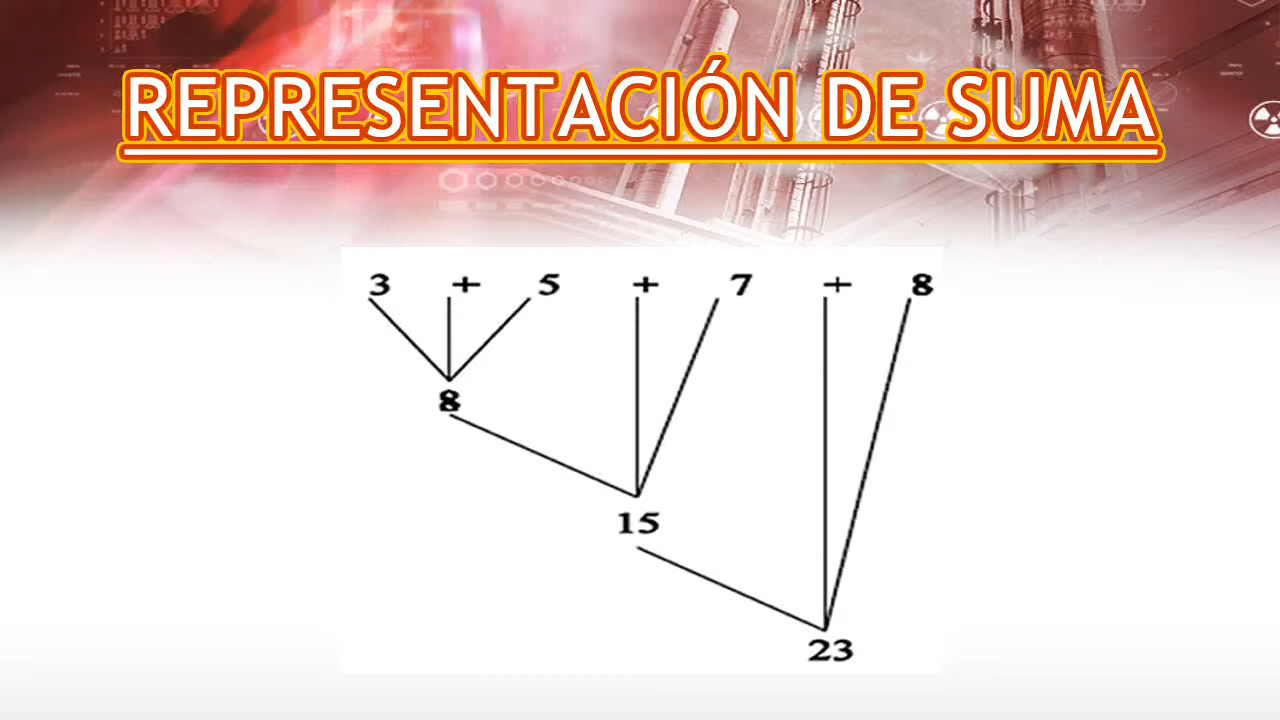 REPRESENTACIÓN DE SUMA
3 + 5 + 7 + 8
8
15
23